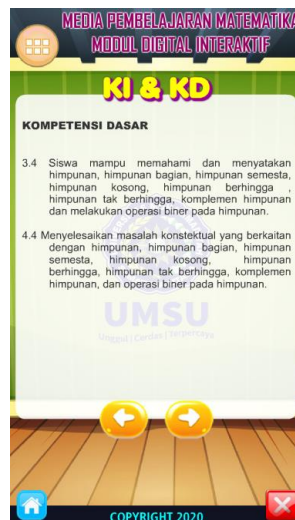 MEDIA PEMBELAJARAN MATEMATIKA
MODUL DIGITAL INTERAKTIF
KI & KD
KOMPETENSI DASAR
3.4 Siswa mampu memahami dan menyatakan
himpunan, himpunan bagian, himpunan semesta,
himpunan kosong, himpunan berhingga ,
himpunan tak berhingga, komplemen himpunan
dan melakukan operasi biner pada himpunan.
4.4 Menyelesaikan masalah konstektual yang berkaitan
dengan himpunan, himpunan bagian, himpunan
semesta, himpunan kosong, himpunan
berhingga, himpunan tak berhingga, komplemen
himpunan, dan operasi biner pada himpunan.
UMSU
Unggul | Cerdas | Terpercaya
COPYRIGHT 2020